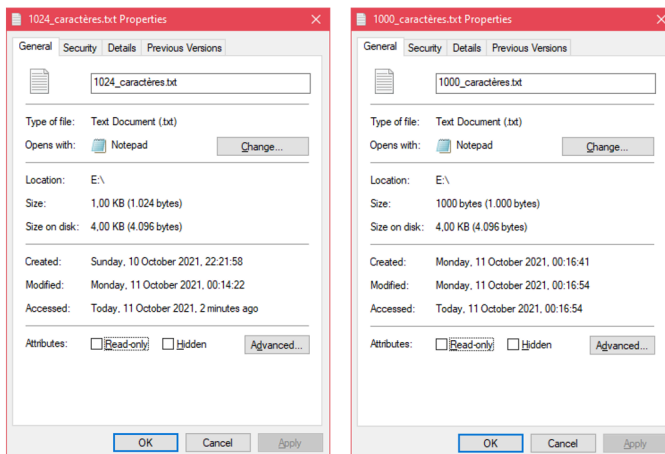 1024_caractères.txt Properties
General Security Details Previous Versions
1024_caractères.txt
Type of file: Text Document (.txt)
Opens with: Notepad Change...
Location: E:\
Size: 1,00 KB (1.024 bytes)
Size on disk: 4,00 KB (4.096 bytes)
Created: Sunday, 10 October 2021, 22:21:58
Modified: Monday, 11 October 2021, 00:14:22
Accessed: Today, 11 October 2021, 2 minutes ago
Attributes: Read-only Hidden Advanced...
OK Cancel Apply
1000_caractères.txt Properties
General Security Details Previous Versions
1000_caractères.txt
Type of file: Text Document (.txt)
Opens with: Notepad Change...
Location: E:\
Size: 1000 bytes (1.000 bytes)
Size on disk: 4,00 KB (4.096 bytes)
Created: Monday, 11 October 2021, 00:16:41
Modified: Monday, 11 October 2021, 00:16:54
Accessed: Today, 11 October 2021, 00:16:54
Attributes: Read-only Hidden Advanced...
OK Cancel Apply